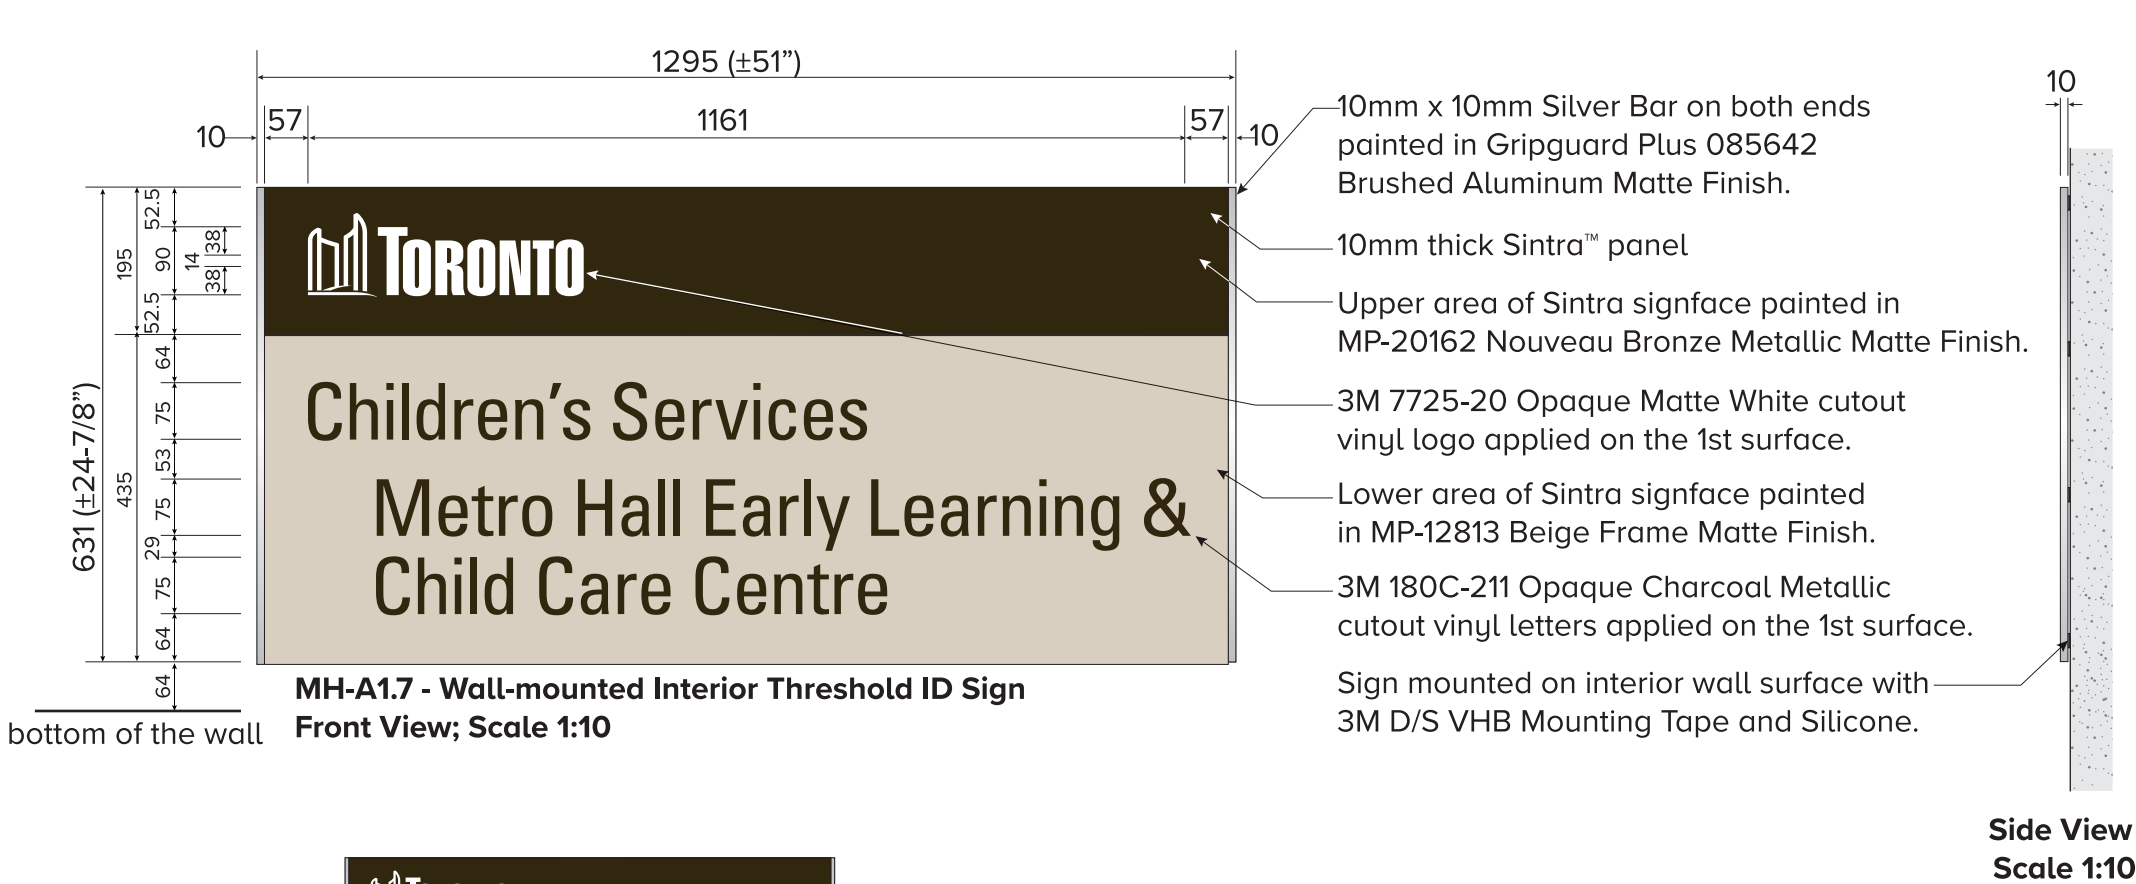 1295 (±51”)
10
57
1161
57
10
10
631 (±24-7/8”)
195
435
52.5
90
52.5
38
14
38
64
75
53
75
29
75
64
64
bottom of the wall
TORONTO
Children’s Services
Metro Hall Early Learning &
Child Care Centre
MH-A1.7 - Wall-mounted Interior Threshold ID Sign
Front View; Scale 1:10
10mm x 10mm Silver Bar on both ends
painted in Gripguard Plus 085642
Brushed Aluminum Matte Finish.
10mm thick Sintra™ panel
Upper area of Sintra signface painted in
MP-20162 Nouveau Bronze Metallic Matte Finish.
3M 7725-20 Opaque Matte White cutout
vinyl logo applied on the 1st surface.
Lower area of Sintra signface painted
in MP-12813 Beige Frame Matte Finish.
3M 180C-211 Opaque Charcoal Metallic
cutout vinyl letters applied on the 1st surface.
Sign mounted on interior wall surface with
3M D/S VHB Mounting Tape and Silicone.
Side View
Scale 1:10